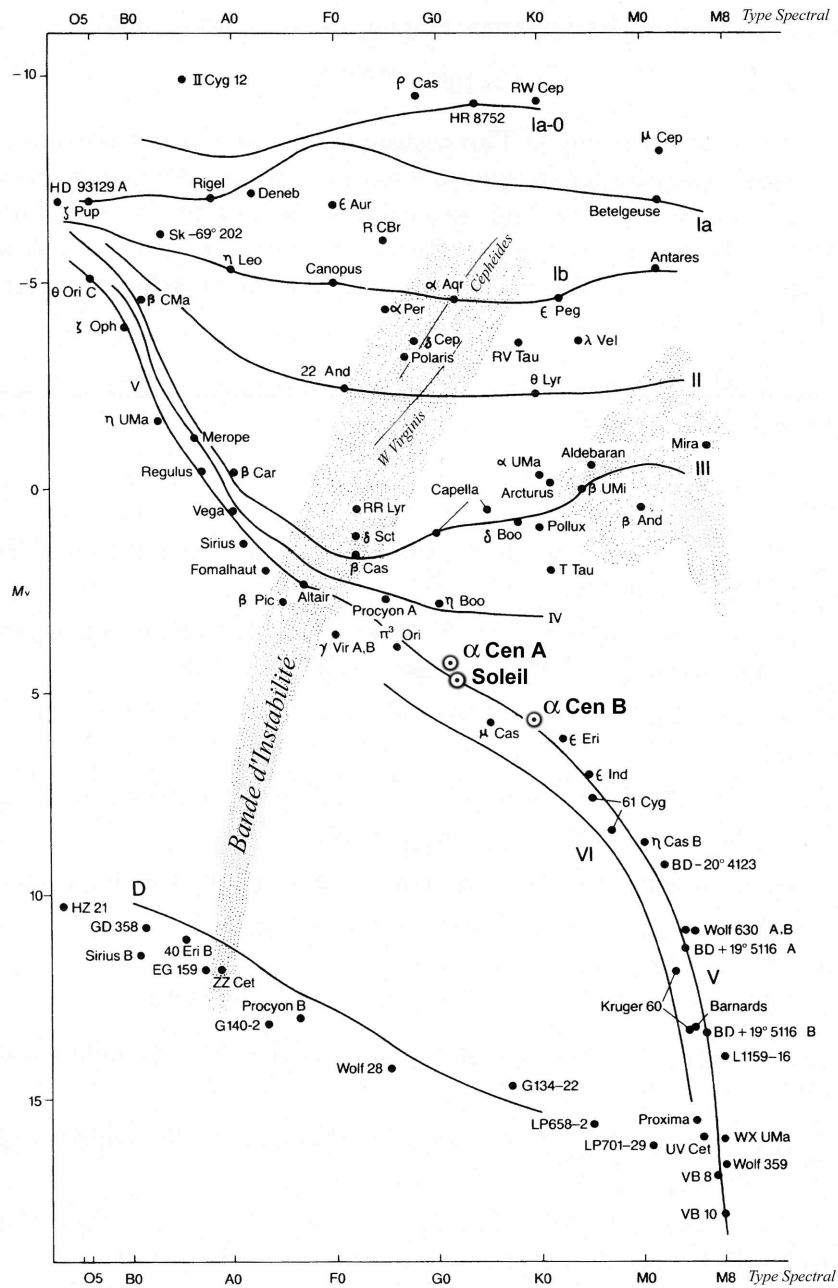 O5 B0 A0 F0 G0 K0 M0 M8 Type Spectral
-10
II Cyg 12
ρ Cas
RW Cep
HR 8752
Ia-0
μ Cep
HD 93129 A
ζ Pup
Rigel
Deneb
ϵ Aur
Betelgeuse
Ia
R CBr
Sk -69° 202
η Leo
Canopus
Céphéides
α Aqr
Ib
Antares
-5
θ Ori C
β CMa
α Per
ϵ Peg
ζ Oph
δ Cep
Polaris
RV Tau
λ Vel
V
22 And
θ Lyr
II
η UMa
Merope
W Virginis
Mira
Regulus
β Car
α UMa
Aldebaran
III
0
Arcturus
β UMi
Vega
RR Lyr
Capella
β And
Sirius
δ Sct
δ Boo
Pollux
Fomalhaut
β Cas
T Tau
Mv
β Pic
Altair
Procyon A
η Boo
IV
γ Vir A,B
π³ Ori
α Cen A
Soleil
5
α Cen B
μ Cas
ϵ Eri
Bande d'Instabilité
ϵ Ind
61 Cyg
VI
η Cas B
BD-20° 4123
D
10
HZ 21
GD 358
Wolf 630 A.B
40 Eri B
BD + 19° 5116 A
Sirius B
EG 159
ZZ Cet
V
Kruger 60
Barnards
Procyon B
G140-2
BD + 19° 5116 B
L1159-16
Wolf 28
G134-22
15
LP658-2
Proxima
LP701-29
UV Cet
WX UMa
Wolf 359
VB 8
VB 10
O5 B0 A0 F0 G0 K0 M0 M8 Type Spectral